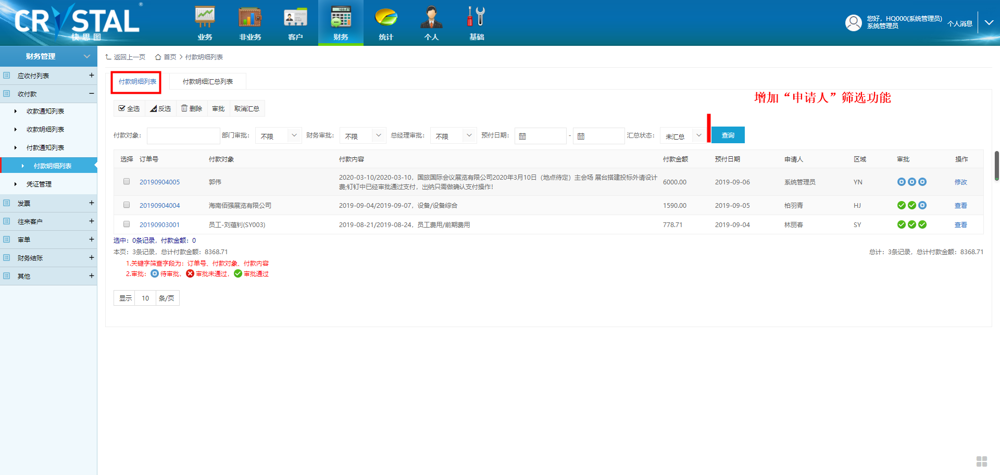 CRYSTAL ®
快思图
业务 非业务 客户 财务 统计 个人 基础
您好，HQ000(系统管理员)
系统管理员
个人消息
财务管理
应收付列表 +
收付款 −
收款通知列表
收款明细列表
付款通知列表
付款明细列表
凭证管理
发票 +
往来客户 +
审单 +
财务结账 +
其他 +
返回上一页 首页 > 付款明细列表
付款明细列表 付款明细汇总列表
增加“申请人”筛选功能
全选 反选 删除 审批 取消汇总
付款对象： 部门审批： 不限 财务审批： 不限 总经理审批： 不限 预付日期： - 汇总状态： 未汇总 查询
选择 订单号 付款对象 付款内容 付款金额 预付日期 申请人 区域 审批 操作
20190904005 郭伟 2020-03-10/2020-03-10，国旅国际会议展览有限公司2020年3月10日（地点待定）主会场 展台搭建投标外请设计
费;钉钉中已经审批通过支付，出纳只需做确认支付操作! 6000.00 2019-09-06 系统管理员 YN 修改
20190904004 海南佰强展览有限公司 2019-09-04/2019-09-07，设备/设备综合 1590.00 2019-09-05 柏羽青 HJ 查看
20190903001 员工-刘蕴钊(SY003) 2019-08-21/2019-08-24，员工费用/前期费用 778.71 2019-09-04 林丽春 SY 查看
选中：0条记录，付款金额：0
本页：3条记录，总计付款金额：8368.71 总计：3条记录，总计付款金额：8368.71
1.关键字筛查字段为：订单号、付款对象、付款内容
2.审批： 待审批， 审批未通过， 审批通过
显示 10 条/页